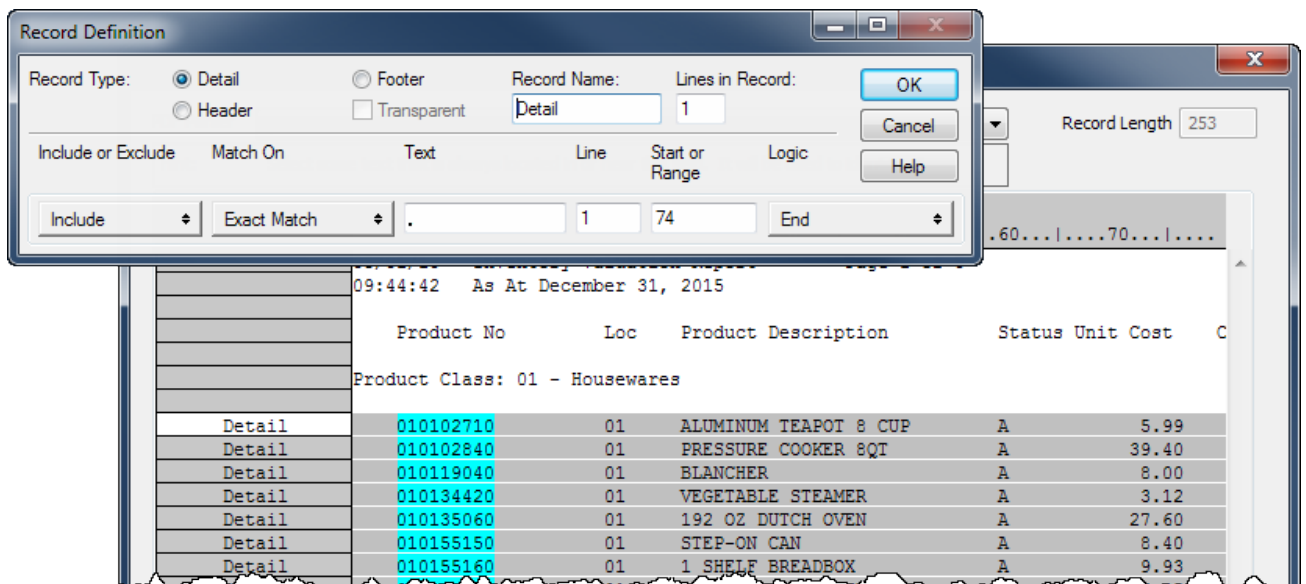 Record Definition
Record Type: Detail Footer Record Name: Lines in Record: OK
Header Transparent Detail 1 Cancel
Record Length 253
Include or Exclude Match On Text Line Start or Range Logic Help
Include Exact Match . 1 74 End
.60...|....70...|....
09:44:42 As At December 31, 2015
Product No Loc Product Description Status Unit Cost C
Product Class: 01 - Housewares
Detail 010102710 01 ALUMINUM TEAPOT 8 CUP A 5.99
Detail 010102840 01 PRESSURE COOKER 8QT A 39.40
Detail 010119040 01 BLANCHER A 8.00
Detail 010134420 01 VEGETABLE STEAMER A 3.12
Detail 010135060 01 192 OZ DUTCH OVEN A 27.60
Detail 010155150 01 STEP-ON CAN A 8.40
Detail 010155160 01 1 SHELF BREADBOX A 9.93